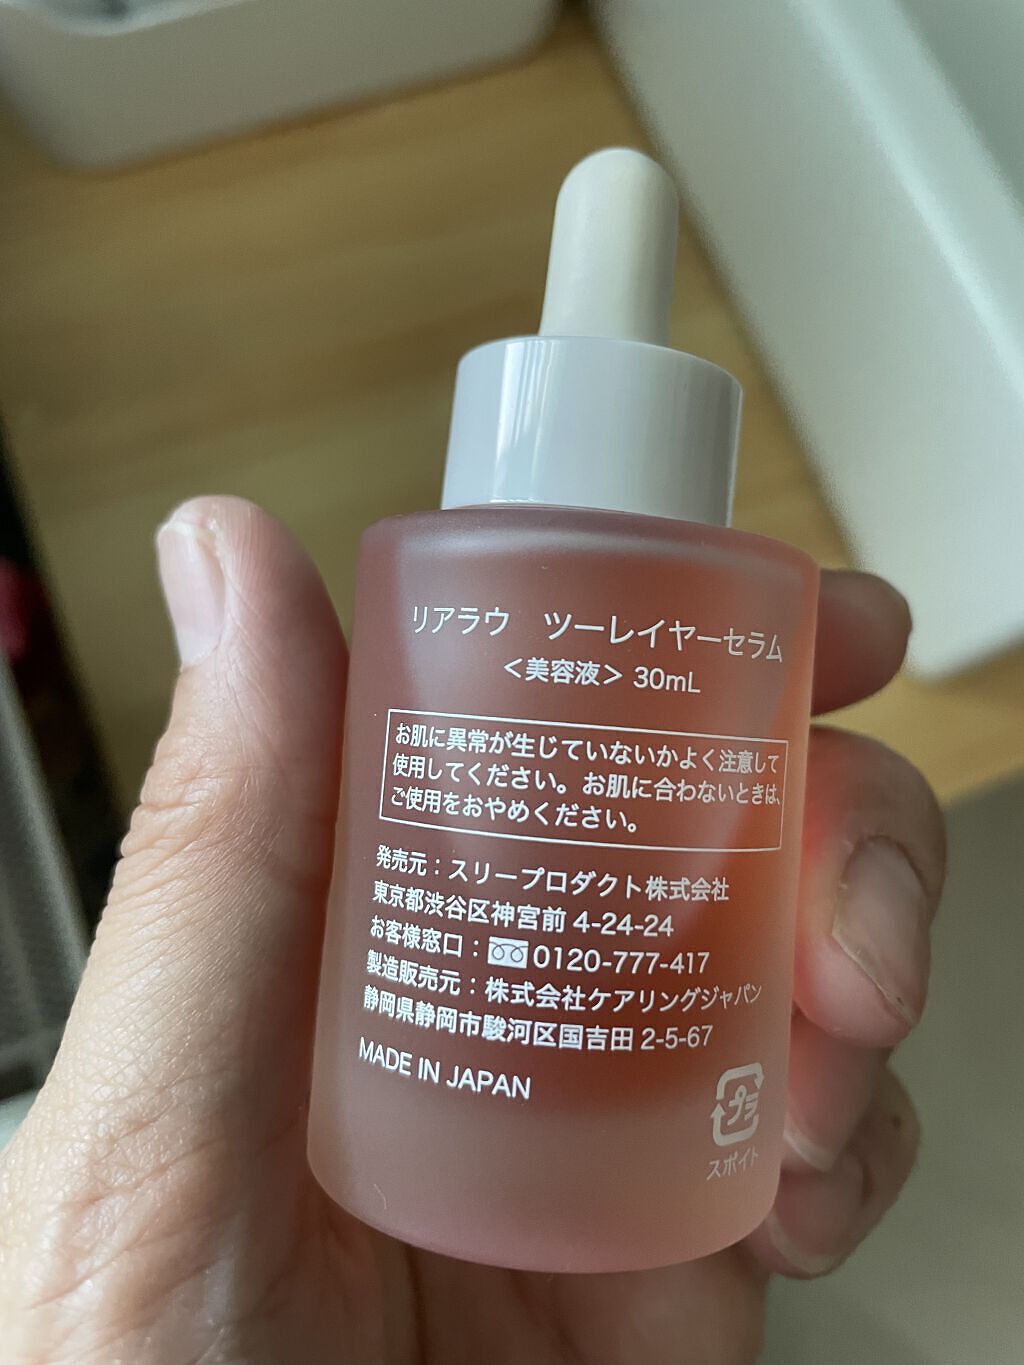 リアラウ　ツーレイヤーセラム
＜美容液＞ 30mL
お肌に異常が生じていないかよく注意して
使用してください。お肌に合わないときは、
ご使用をおやめください。
発売元：スリープロダクト株式会社
東京都渋谷区神宮前 4-24-24
お客様窓口： 0120-777-417
製造販売元：株式会社ケアリングジャパン
静岡県静岡市駿河区国吉田 2-5-67
MADE IN JAPAN
プラ
スポイト